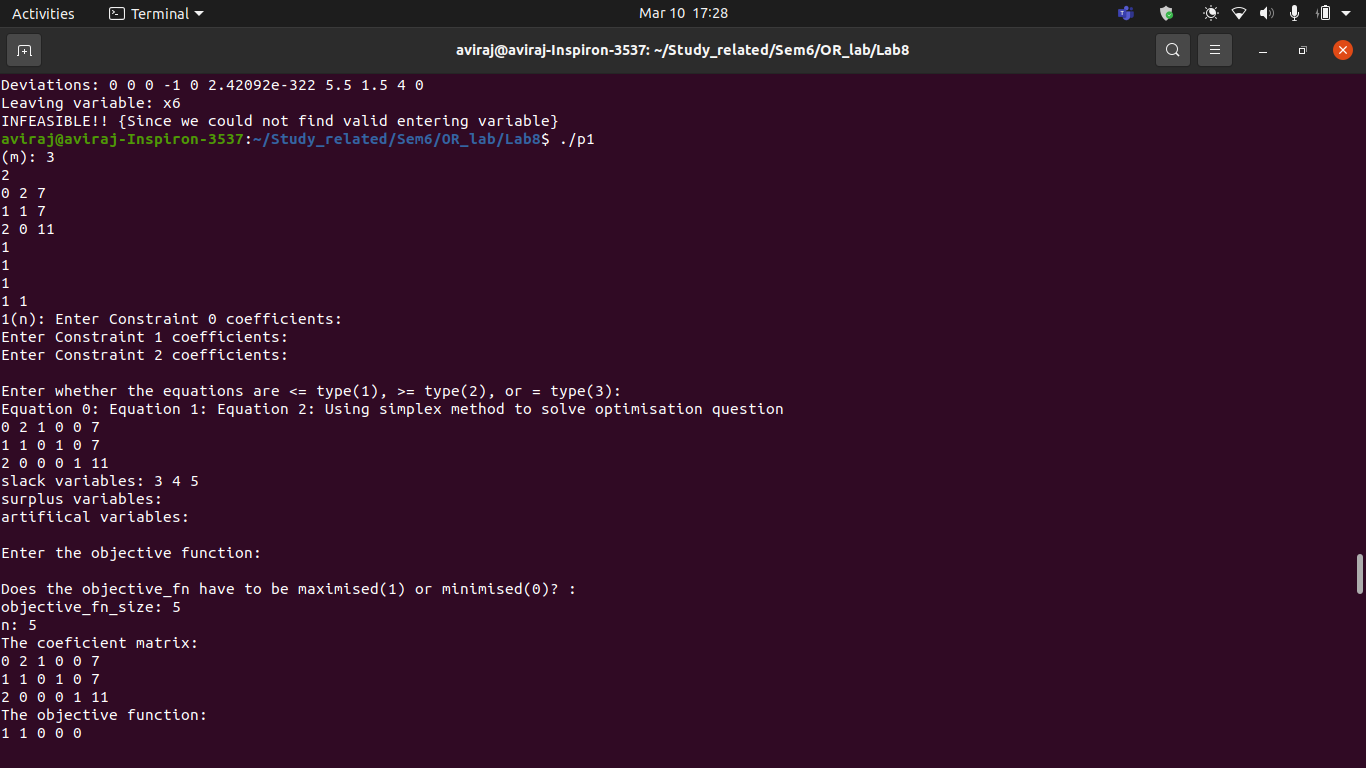 Activities Terminal Mar 10 17:28
aviraj@aviraj-Inspiron-3537: ~/Study_related/Sem6/OR_lab/Lab8
Deviations: 0 0 0 -1 0 2.42092e-322 5.5 1.5 4 0
Leaving variable: x6
INFEASIBLE!! {Since we could not find valid entering variable}
aviraj@aviraj-Inspiron-3537:~/Study_related/Sem6/OR_lab/Lab8$ ./p1
(m): 3
2
0 2 7
1 1 7
2 0 11
1
1
1
1 1
1(n): Enter Constraint 0 coefficients:
Enter Constraint 1 coefficients:
Enter Constraint 2 coefficients:

Enter whether the equations are <= type(1), >= type(2), or = type(3):
Equation 0: Equation 1: Equation 2: Using simplex method to solve optimisation question
0 2 1 0 0 7
1 1 0 1 0 7
2 0 0 0 1 11
slack variables: 3 4 5
surplus variables:
artifiical variables:

Enter the objective function:

Does the objective_fn have to be maximised(1) or minimised(0)? :
objective_fn_size: 5
n: 5
The coeficient matrix:
0 2 1 0 0 7
1 1 0 1 0 7
2 0 0 0 1 11
The objective function:
1 1 0 0 0